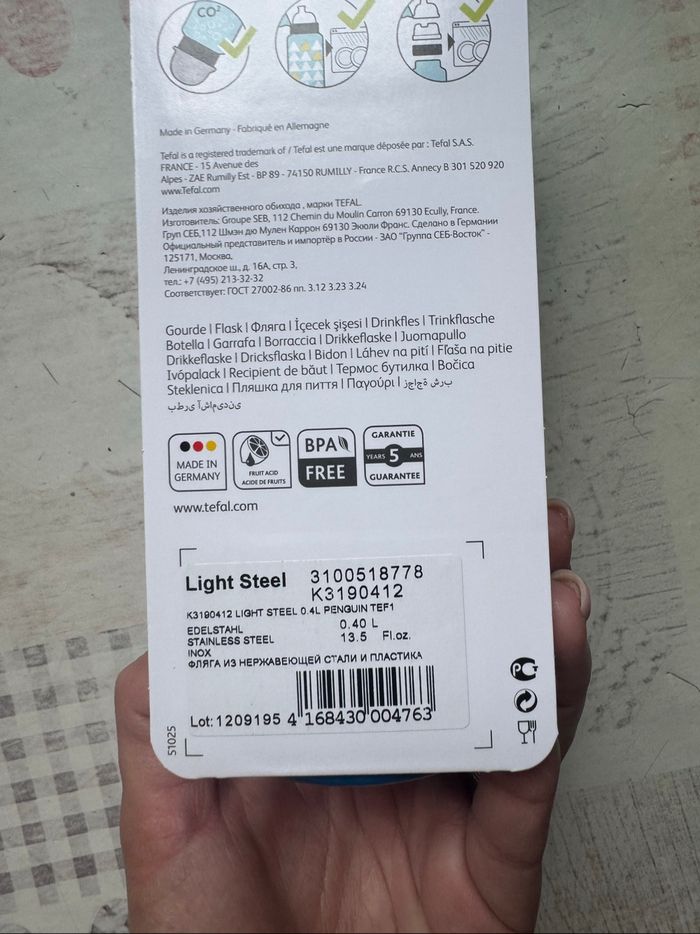 CO²
Made in Germany - Fabriqué en Allemagne
Tefal is a registered trademark of / Tefal est une marque déposée par : Tefal S.A.S.
FRANCE - 15 Avenue des
Alpes - ZAE Rumilly Est - BP 89 - 74150 RUMILLY - France R.C.S. Annecy B 301 520 920
www.Tefal.com
Изделия хозяйственного обихода , марки TEFAL.
Изготовитель: Groupe SEB, 112 Chemin du Moulin Carron 69130 Ecully, France.
Груп СЕБ,112 Шмэн дю Мулен Каррон 69130 Экюли Франс. Сделано в Германии
Официальный представитель и импортёр в России - ЗАО "Группа СЕБ-Восток" -
125171, Москва,
Ленинградское ш., д. 16А, стр. 3,
тел.: +7 (495) 213-32-32
Соответствует: ГОСТ 27002-86 пп. 3.12 3.23 3.24
Gourde | Flask | Фляга | İçecek şişesi | Drinkfles | Trinkflasche
Botella | Garrafa | Borraccia | Drikkeflaske | Juomapullo
Drikkeflaske | Dricksflaska | Bidon | Láhev na pití | Fľaša na pitie
Ivópalack | Recipient de băut | Термос бутилка | Bočica
Steklenica | Пляшка для пиття | Παγούρι | زجاجة شرب
بطری آشامیدنی
MADE IN
GERMANY
FRUIT ACID
ACIDE DE FRUITS
BPA
FREE
GARANTIE
YEARS 5 ANS
GUARANTEE
www.tefal.com
Light Steel 3100518778
K3190412
K3190412 LIGHT STEEL 0.4L PENGUIN TEF1
EDELSTAHL 0.40 L
STAINLESS STEEL 13.5 Fl.oz.
INOX
ФЛЯГА ИЗ НЕРЖАВЕЮЩЕЙ СТАЛИ И ПЛАСТИКА
Lot: 1209195 4 168430 004763
51025